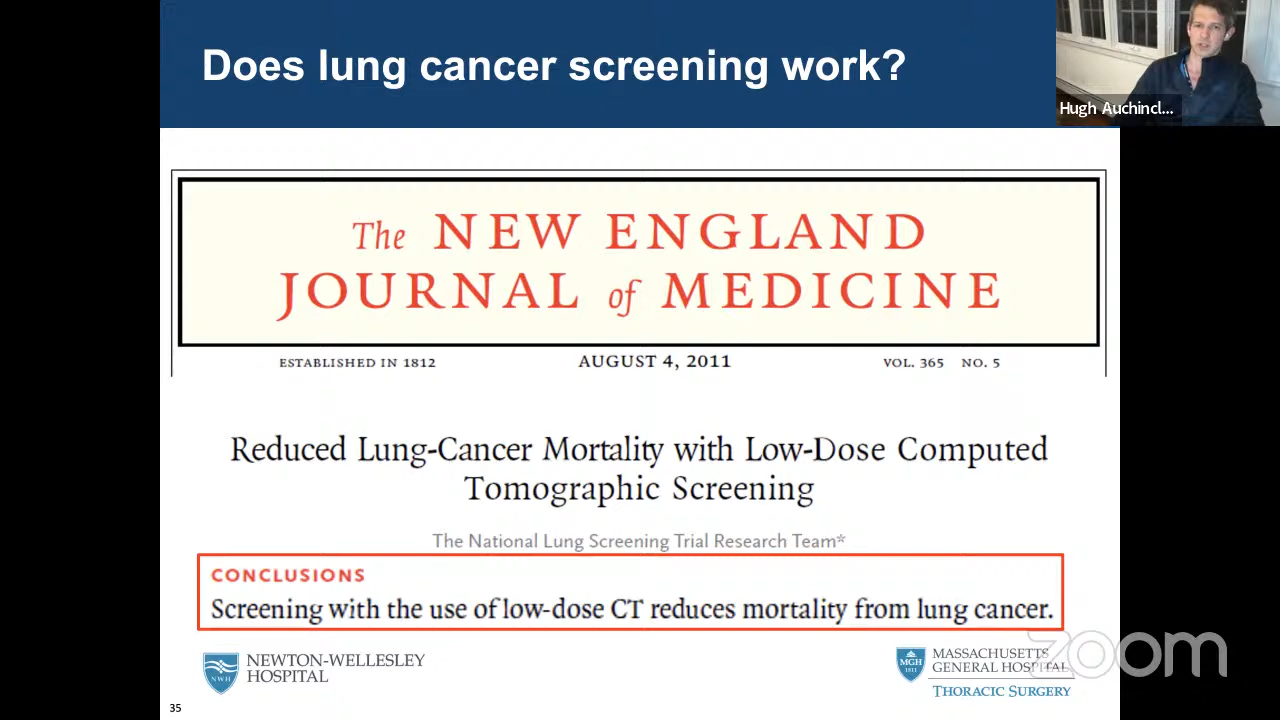 Does lung cancer screening work?
Hugh Auchincl...
The NEW ENGLAND
JOURNAL of MEDICINE
ESTABLISHED IN 1812 AUGUST 4, 2011 VOL. 365 NO. 5
Reduced Lung-Cancer Mortality with Low-Dose Computed
Tomographic Screening
The National Lung Screening Trial Research Team*
CONCLUSIONS
Screening with the use of low-dose CT reduces mortality from lung cancer.
NWH
NEWTON-WELLESLEY
HOSPITAL
MGH
1811
MASSACHUSETTS
GENERAL HOSPITAL
THORACIC SURGERY
zoom
35